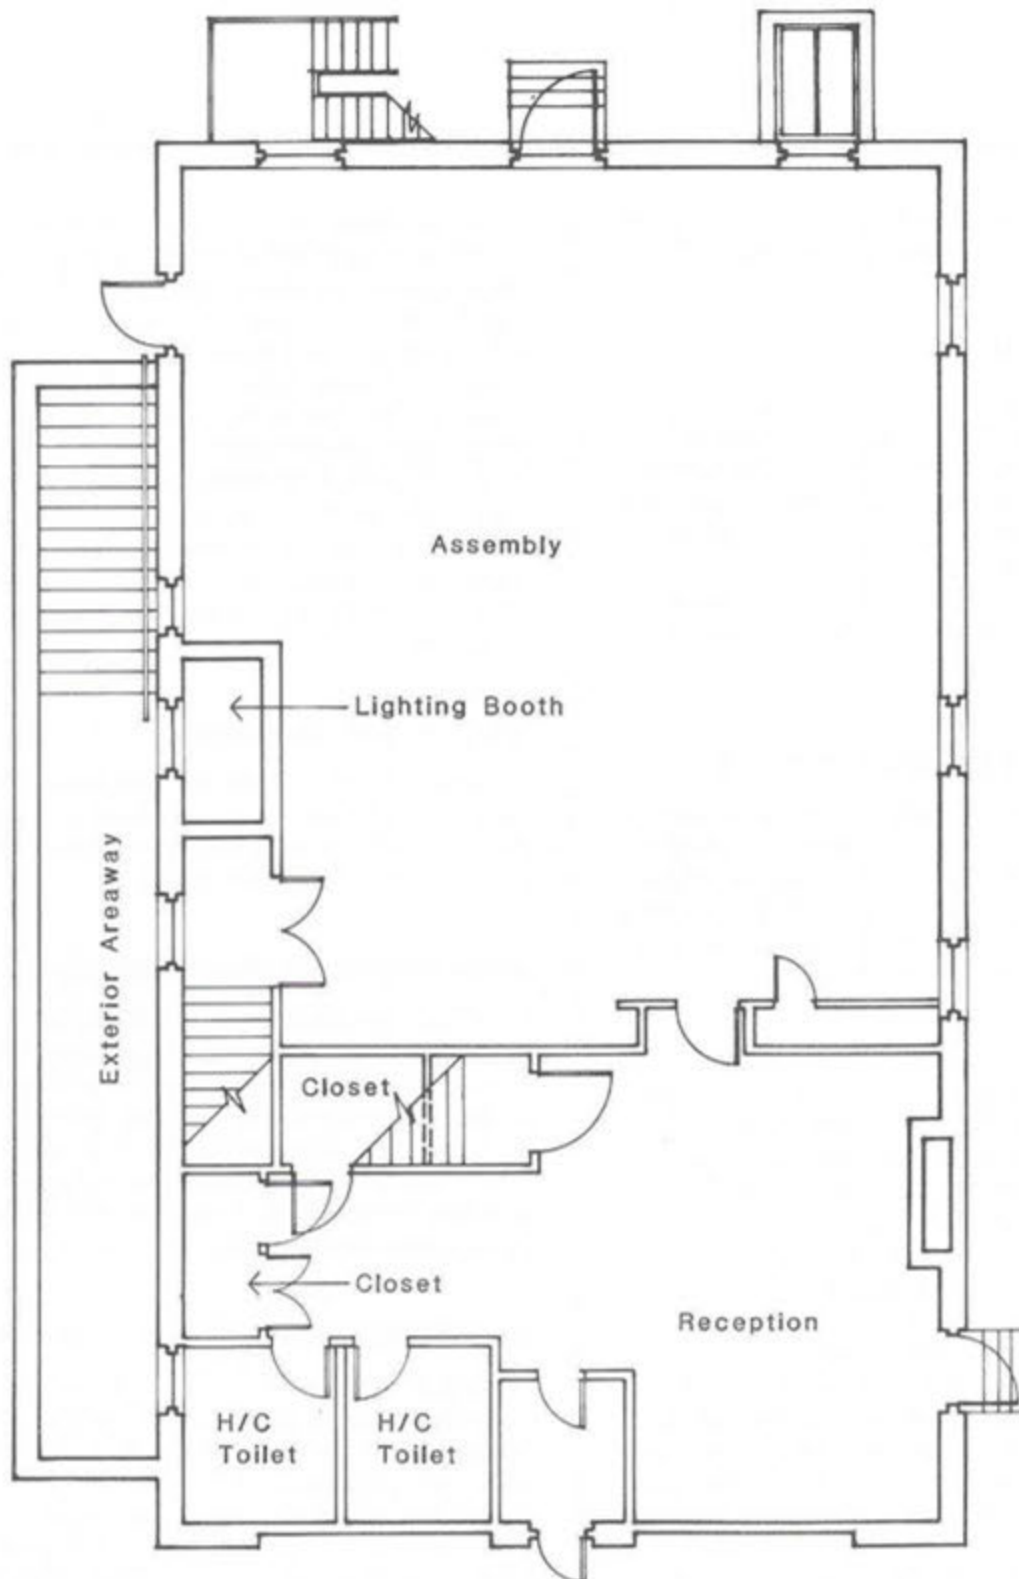 Assembly
Lighting Booth
Exterior Areaway
Closet
Closet
Reception
H/C
Toilet
H/C
Toilet